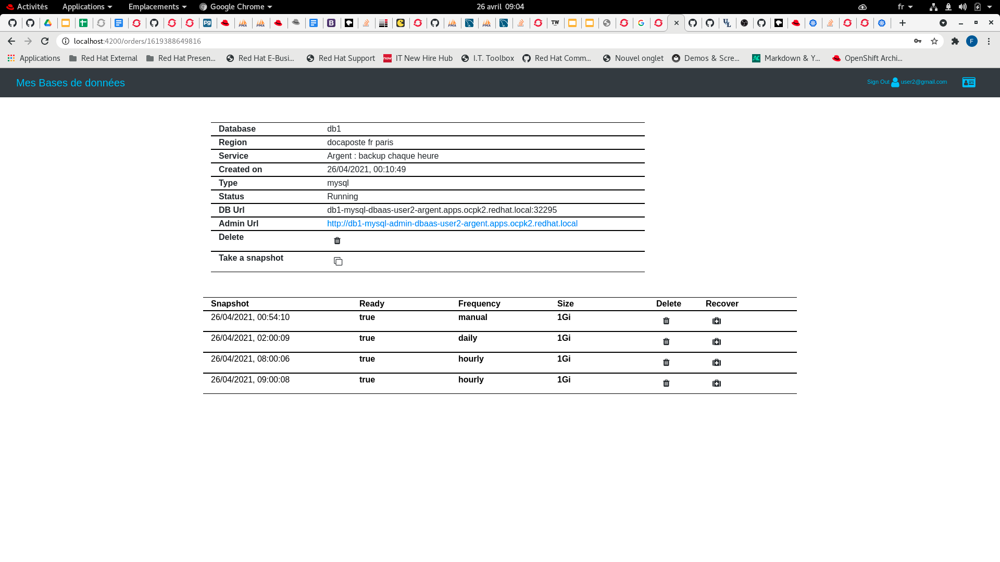 Activités Applications Emplacements Google Chrome 26 avril 09:04 fr
localhost:4200/orders/1619388649816 F
Applications Red Hat External Red Hat Presen... Red Hat E-Busi... Red Hat Support now IT New Hire Hub I.T. Toolbox Red Hat Comm... Nouvel onglet Demos & Scre... Markdown & Y... OpenShift Archi...
Mes Bases de données Sign Out user2@gmail.com
Database db1
Region docaposte fr paris
Service Argent : backup chaque heure
Created on 26/04/2021, 00:10:49
Type mysql
Status Running
DB Url db1-mysql-dbaas-user2-argent.apps.ocpk2.redhat.local:32295
Admin Url http://db1-mysql-admin-dbaas-user2-argent.apps.ocpk2.redhat.local
Delete
Take a snapshot
Snapshot Ready Frequency Size Delete Recover
26/04/2021, 00:54:10 true manual 1Gi
26/04/2021, 02:00:09 true daily 1Gi
26/04/2021, 08:00:06 true hourly 1Gi
26/04/2021, 09:00:08 true hourly 1Gi